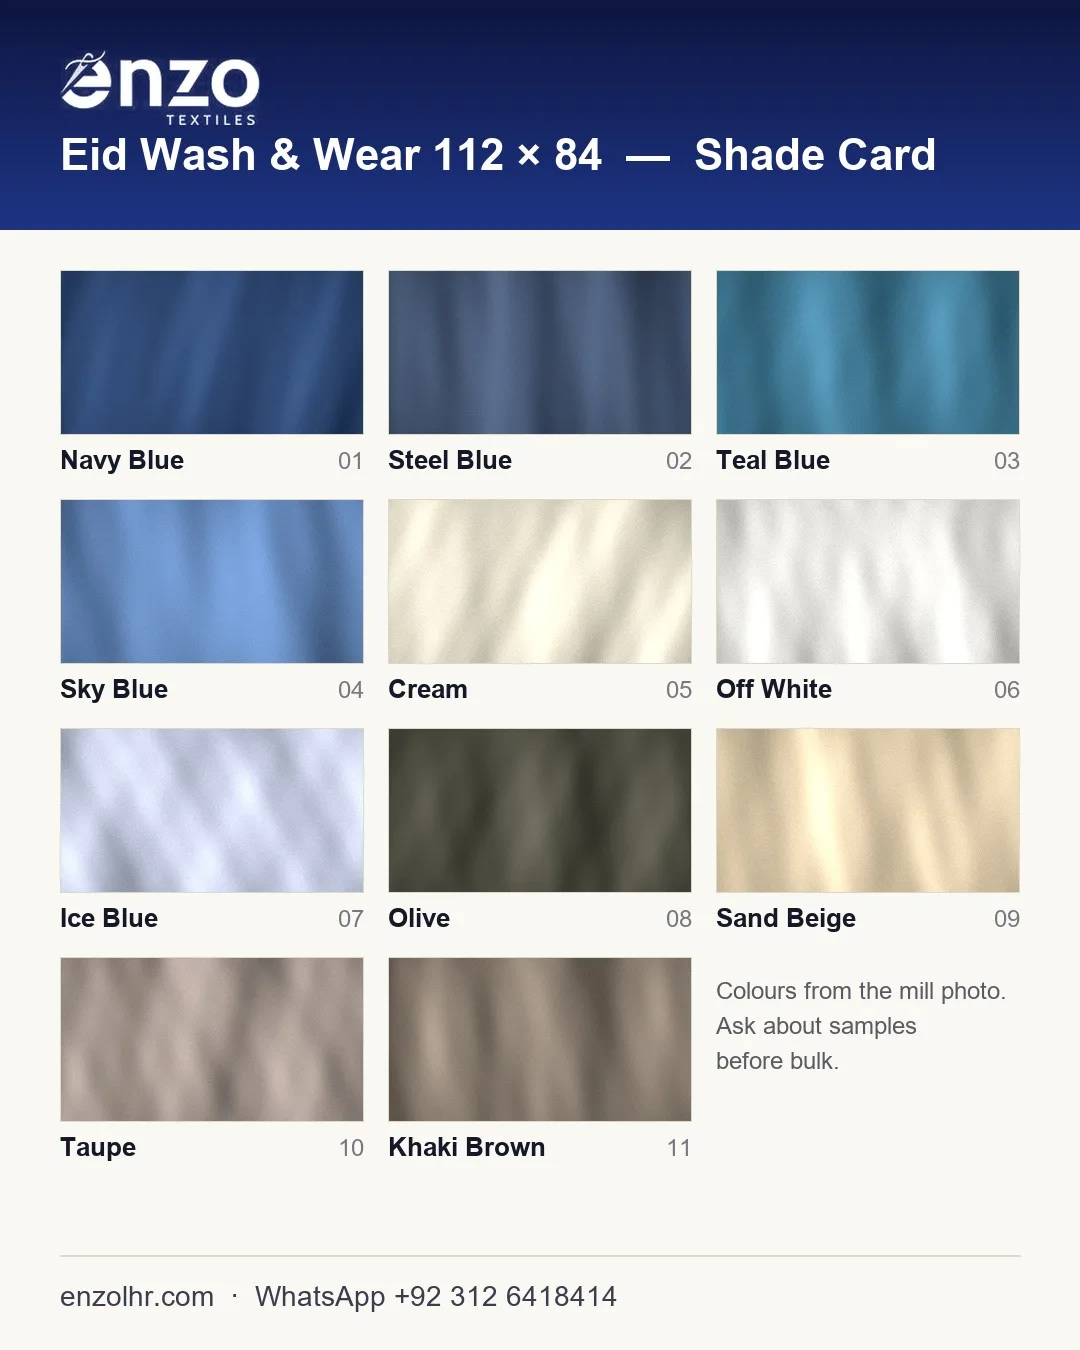 enzo
TEXTILES
Eid Wash & Wear 112 × 84 — Shade Card
Navy Blue 01
Steel Blue 02
Teal Blue 03
Sky Blue 04
Cream 05
Off White 06
Ice Blue 07
Olive 08
Sand Beige 09
Taupe 10
Khaki Brown 11
Colours from the mill photo.
Ask about samples
before bulk.
enzolhr.com · WhatsApp +92 312 6418414